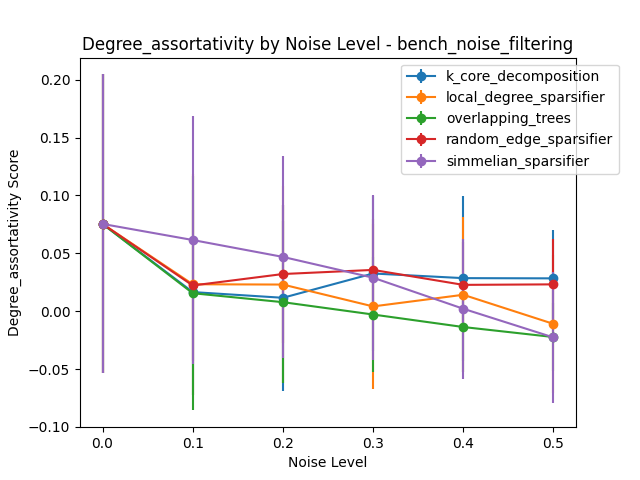 Degree_assortativity by Noise Level - bench_noise_filtering
k_core_decomposition
local_degree_sparsifier
overlapping_trees
random_edge_sparsifier
simmelian_sparsifier
Degree_assortativity Score
0.20
0.15
0.10
0.05
0.00
−0.05
−0.10
0.0 0.1 0.2 0.3 0.4 0.5
Noise Level